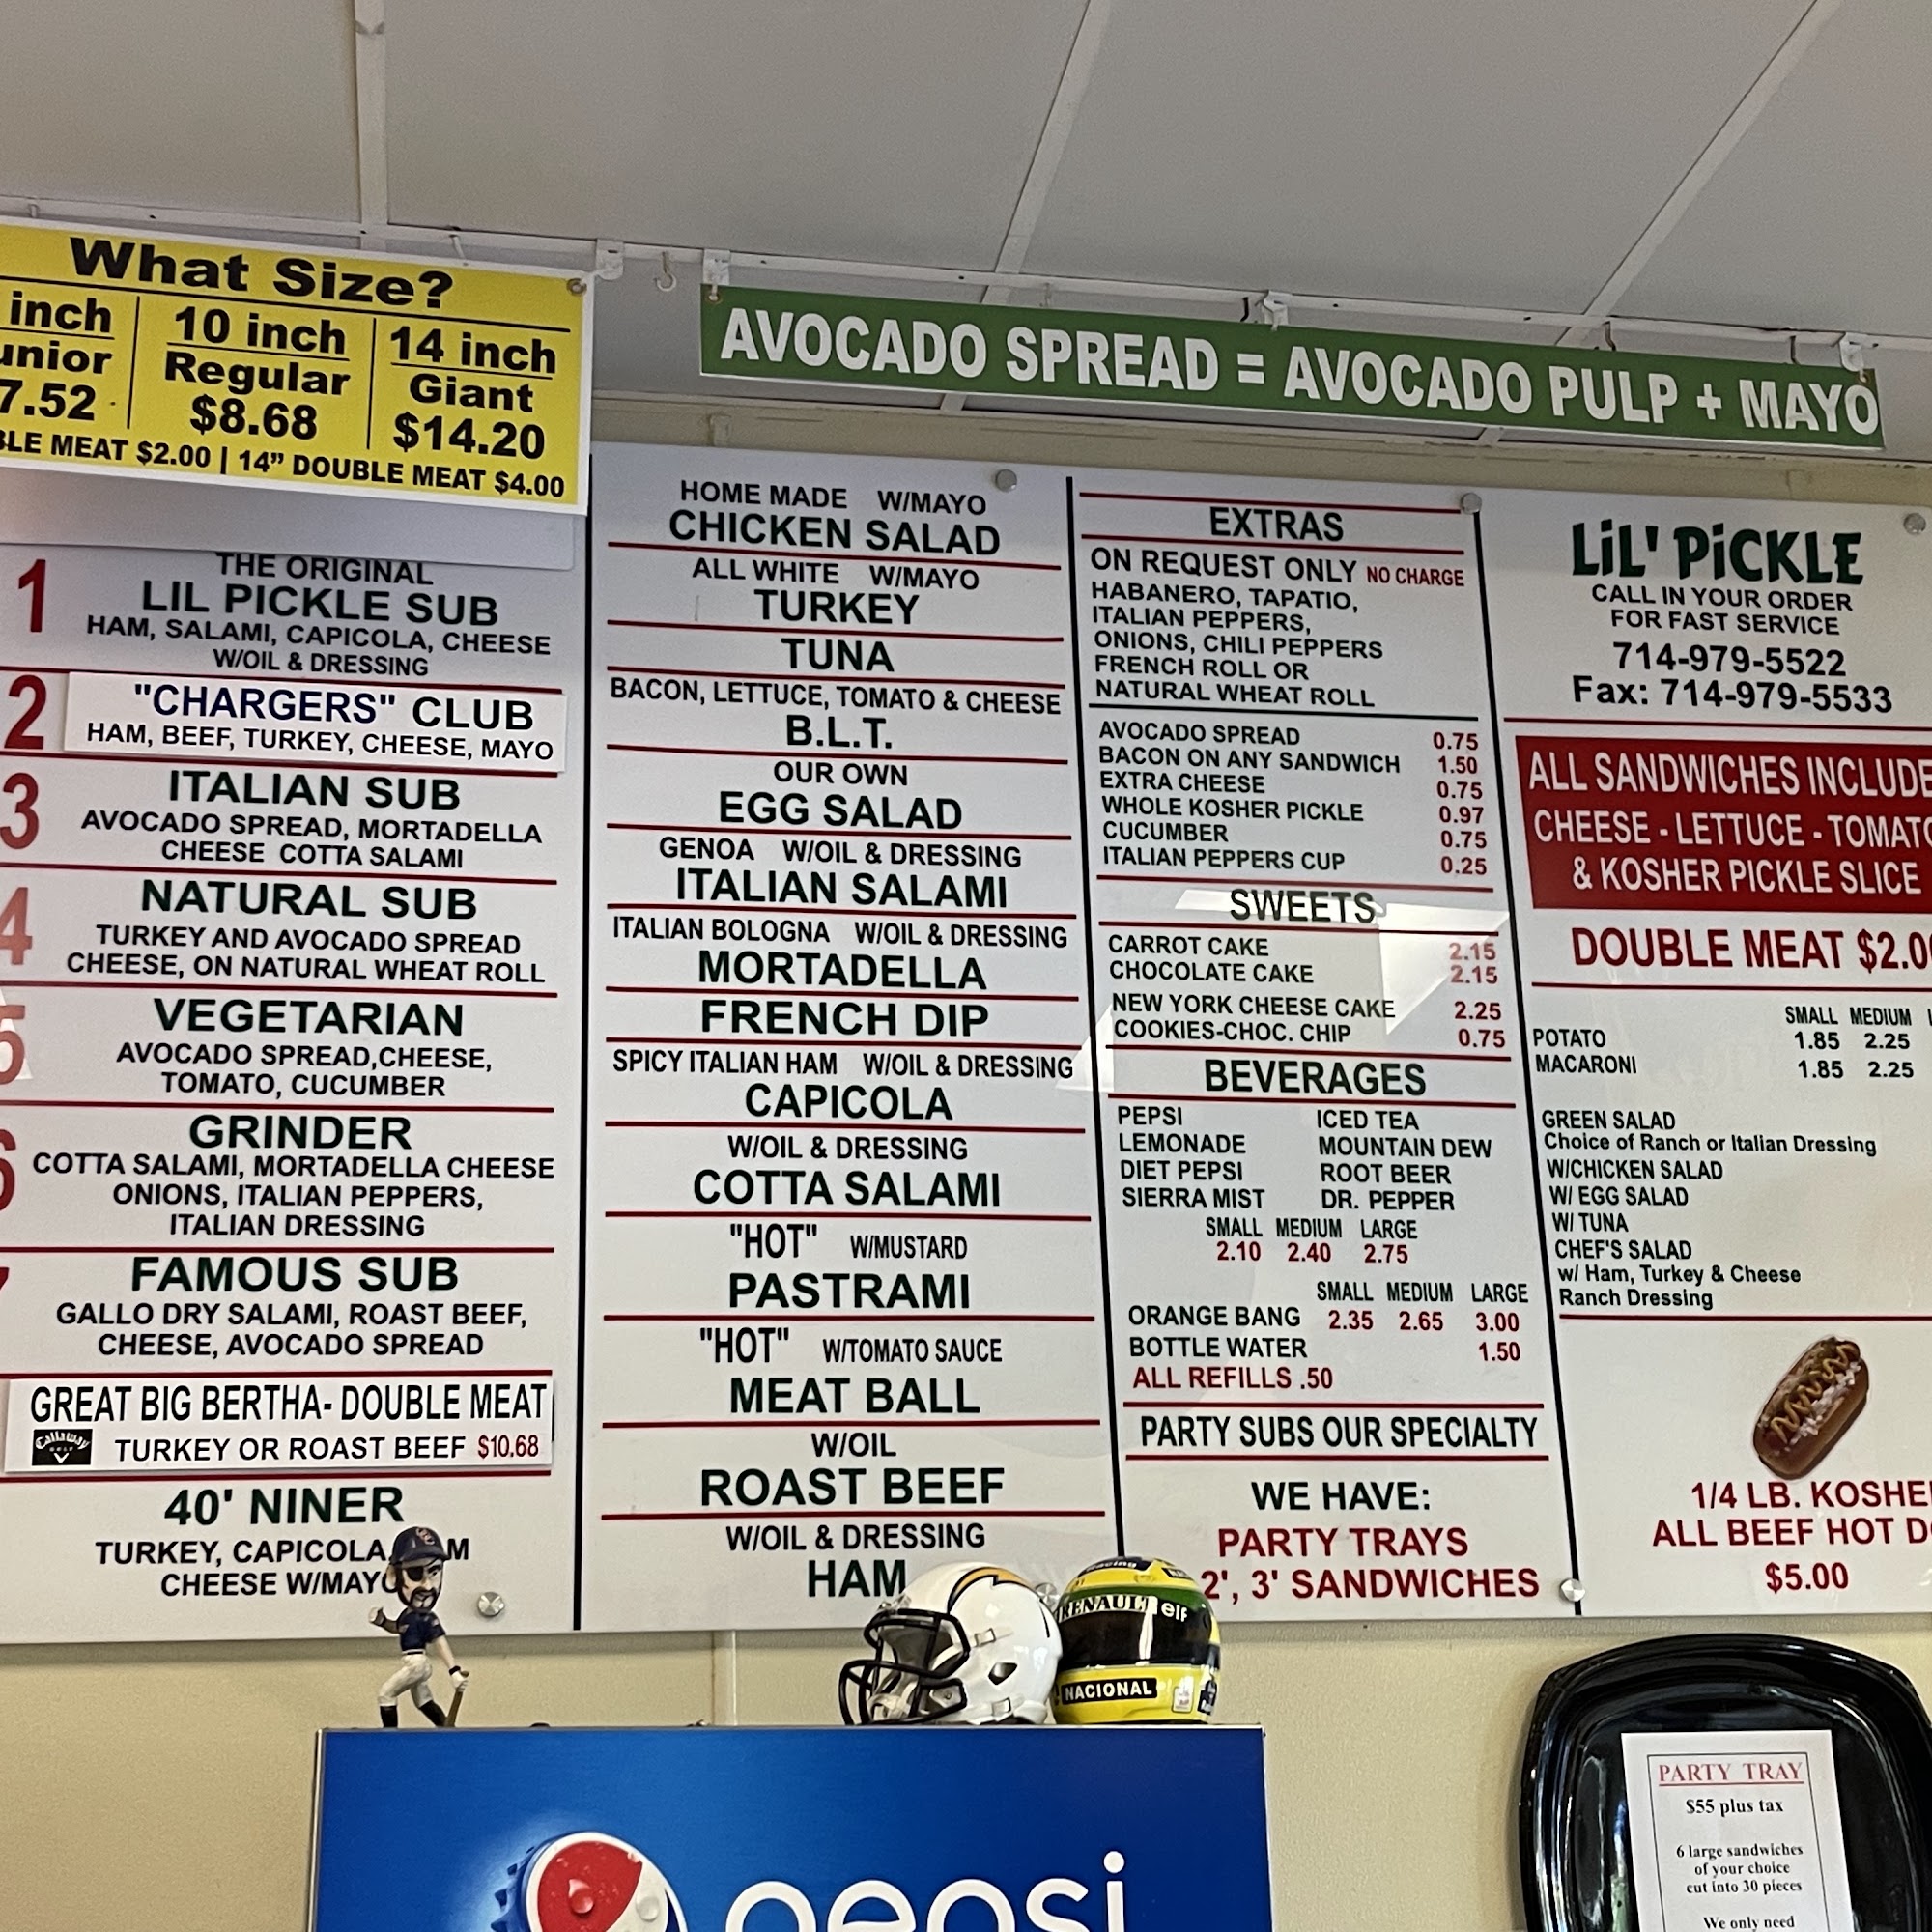 What Size?
inch
unior
7.52
10 inch
Regular
$8.68
14 inch
Giant
$14.20
BLE MEAT $2.00 | 14” DOUBLE MEAT $4.00
AVOCADO SPREAD = AVOCADO PULP + MAYO
1
THE ORIGINAL
LIL PICKLE SUB
HAM, SALAMI, CAPICOLA, CHEESE
W/OIL & DRESSING
2
"CHARGERS" CLUB
HAM, BEEF, TURKEY, CHEESE, MAYO
3
ITALIAN SUB
AVOCADO SPREAD, MORTADELLA
CHEESE COTTA SALAMI
4
NATURAL SUB
TURKEY AND AVOCADO SPREAD
CHEESE, ON NATURAL WHEAT ROLL
5
VEGETARIAN
AVOCADO SPREAD,CHEESE,
TOMATO, CUCUMBER
6
GRINDER
COTTA SALAMI, MORTADELLA CHEESE
ONIONS, ITALIAN PEPPERS,
ITALIAN DRESSING
7
FAMOUS SUB
GALLO DRY SALAMI, ROAST BEEF,
CHEESE, AVOCADO SPREAD
GREAT BIG BERTHA- DOUBLE MEAT
Callaway
GOLF
TURKEY OR ROAST BEEF $10.68
40' NINER
TURKEY, CAPICOLA, M
CHEESE W/MAYO
HOME MADE W/MAYO
CHICKEN SALAD
ALL WHITE W/MAYO
TURKEY
TUNA
BACON, LETTUCE, TOMATO & CHEESE
B.L.T.
OUR OWN
EGG SALAD
GENOA W/OIL & DRESSING
ITALIAN SALAMI
ITALIAN BOLOGNA W/OIL & DRESSING
MORTADELLA
FRENCH DIP
SPICY ITALIAN HAM W/OIL & DRESSING
CAPICOLA
W/OIL & DRESSING
COTTA SALAMI
"HOT" W/MUSTARD
PASTRAMI
"HOT" W/TOMATO SAUCE
MEAT BALL
W/OIL
ROAST BEEF
W/OIL & DRESSING
HAM
EXTRAS
ON REQUEST ONLY NO CHARGE
HABANERO, TAPATIO,
ITALIAN PEPPERS,
ONIONS, CHILI PEPPERS
FRENCH ROLL OR
NATURAL WHEAT ROLL
AVOCADO SPREAD 0.75
BACON ON ANY SANDWICH 1.50
EXTRA CHEESE 0.75
WHOLE KOSHER PICKLE 0.97
CUCUMBER 0.75
ITALIAN PEPPERS CUP 0.25
SWEETS
CARROT CAKE 2.15
CHOCOLATE CAKE 2.15
NEW YORK CHEESE CAKE 2.25
COOKIES-CHOC. CHIP 0.75
BEVERAGES
PEPSI ICED TEA
LEMONADE MOUNTAIN DEW
DIET PEPSI ROOT BEER
SIERRA MIST DR. PEPPER
SMALL MEDIUM LARGE
2.10 2.40 2.75
SMALL MEDIUM LARGE
ORANGE BANG 2.35 2.65 3.00
BOTTLE WATER 1.50
ALL REFILLS .50
PARTY SUBS OUR SPECIALTY
WE HAVE:
PARTY TRAYS
2', 3' SANDWICHES
LiL' PiCKLE
CALL IN YOUR ORDER
FOR FAST SERVICE
714-979-5522
Fax: 714-979-5533
ALL SANDWICHES INCLUDE
CHEESE - LETTUCE - TOMATO
& KOSHER PICKLE SLICE
DOUBLE MEAT $2.00
SMALL MEDIUM L
POTATO 1.85 2.25
MACARONI 1.85 2.25
GREEN SALAD
Choice of Ranch or Italian Dressing
W/CHICKEN SALAD
W/ EGG SALAD
W/ TUNA
CHEF'S SALAD
w/ Ham, Turkey & Cheese
Ranch Dressing
1/4 LB. KOSHE
ALL BEEF HOT D
$5.00
RENAULT elf
NACIONAL
pepsi
PARTY TRAY
$55 plus tax
6 large sandwiches
of your choice
cut into 30 pieces
We only need